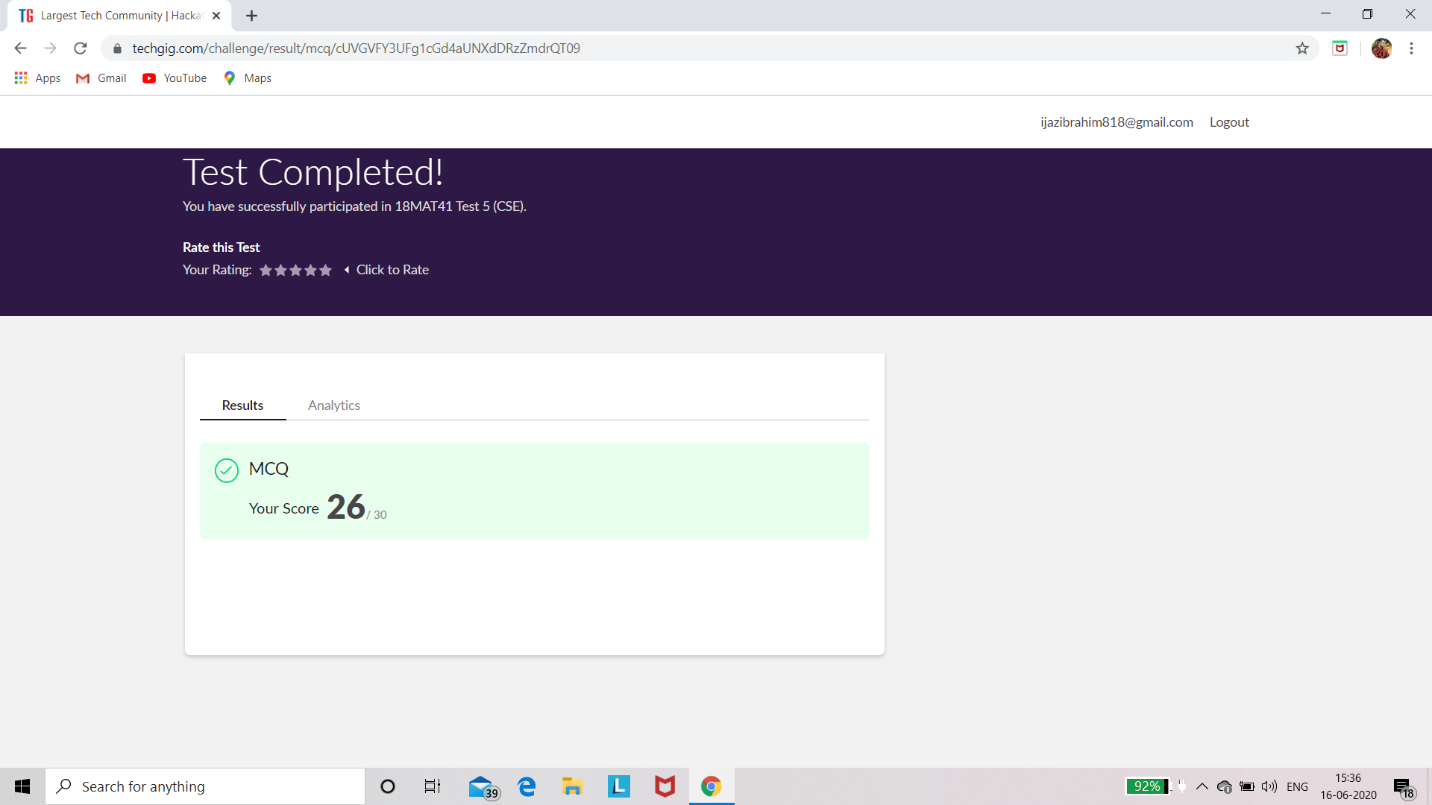 TG Largest Tech Community | Hacka
techgig.com/challenge/result/mcq/cUVGVFY3UFg1cGd4aUNXdDRzZmdrQT09
Apps Gmail YouTube Maps
ijazibrahim818@gmail.com Logout
Test Completed!
You have successfully participated in 18MAT41 Test 5 (CSE).
Rate this Test
Your Rating: Click to Rate
Results Analytics
MCQ
Your Score 26 / 30
Search for anything
39
L
92%
ENG
15:36
16-06-2020
18